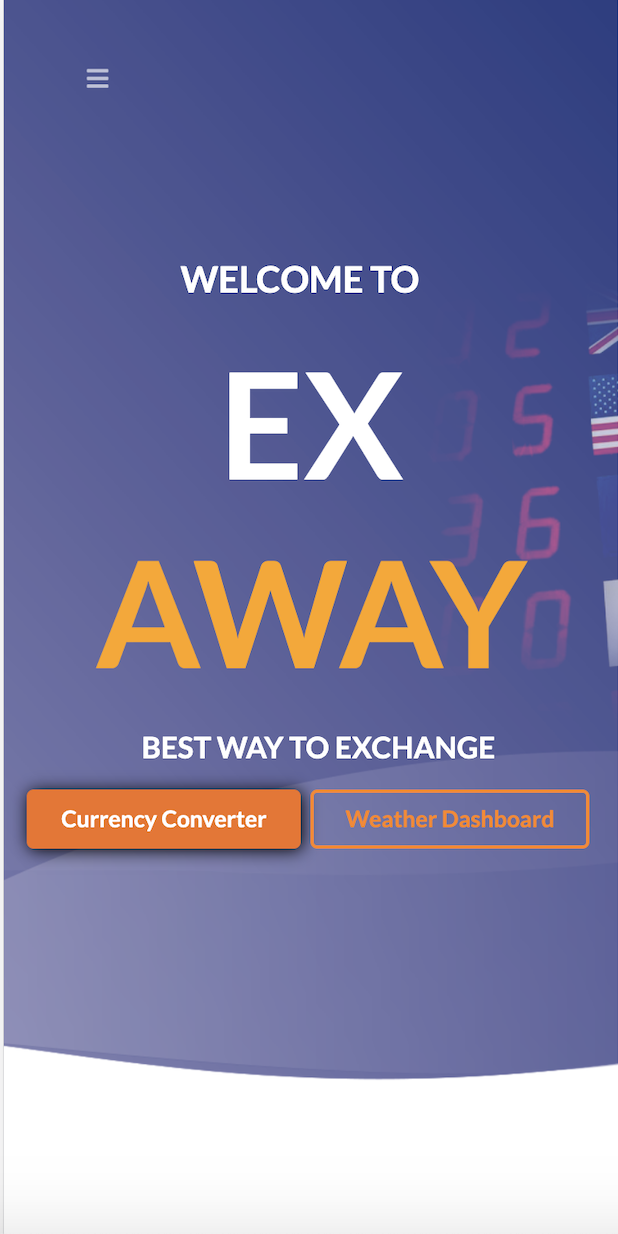 WELCOME TO
EX
AWAY
BEST WAY TO EXCHANGE
Currency Converter
Weather Dashboard